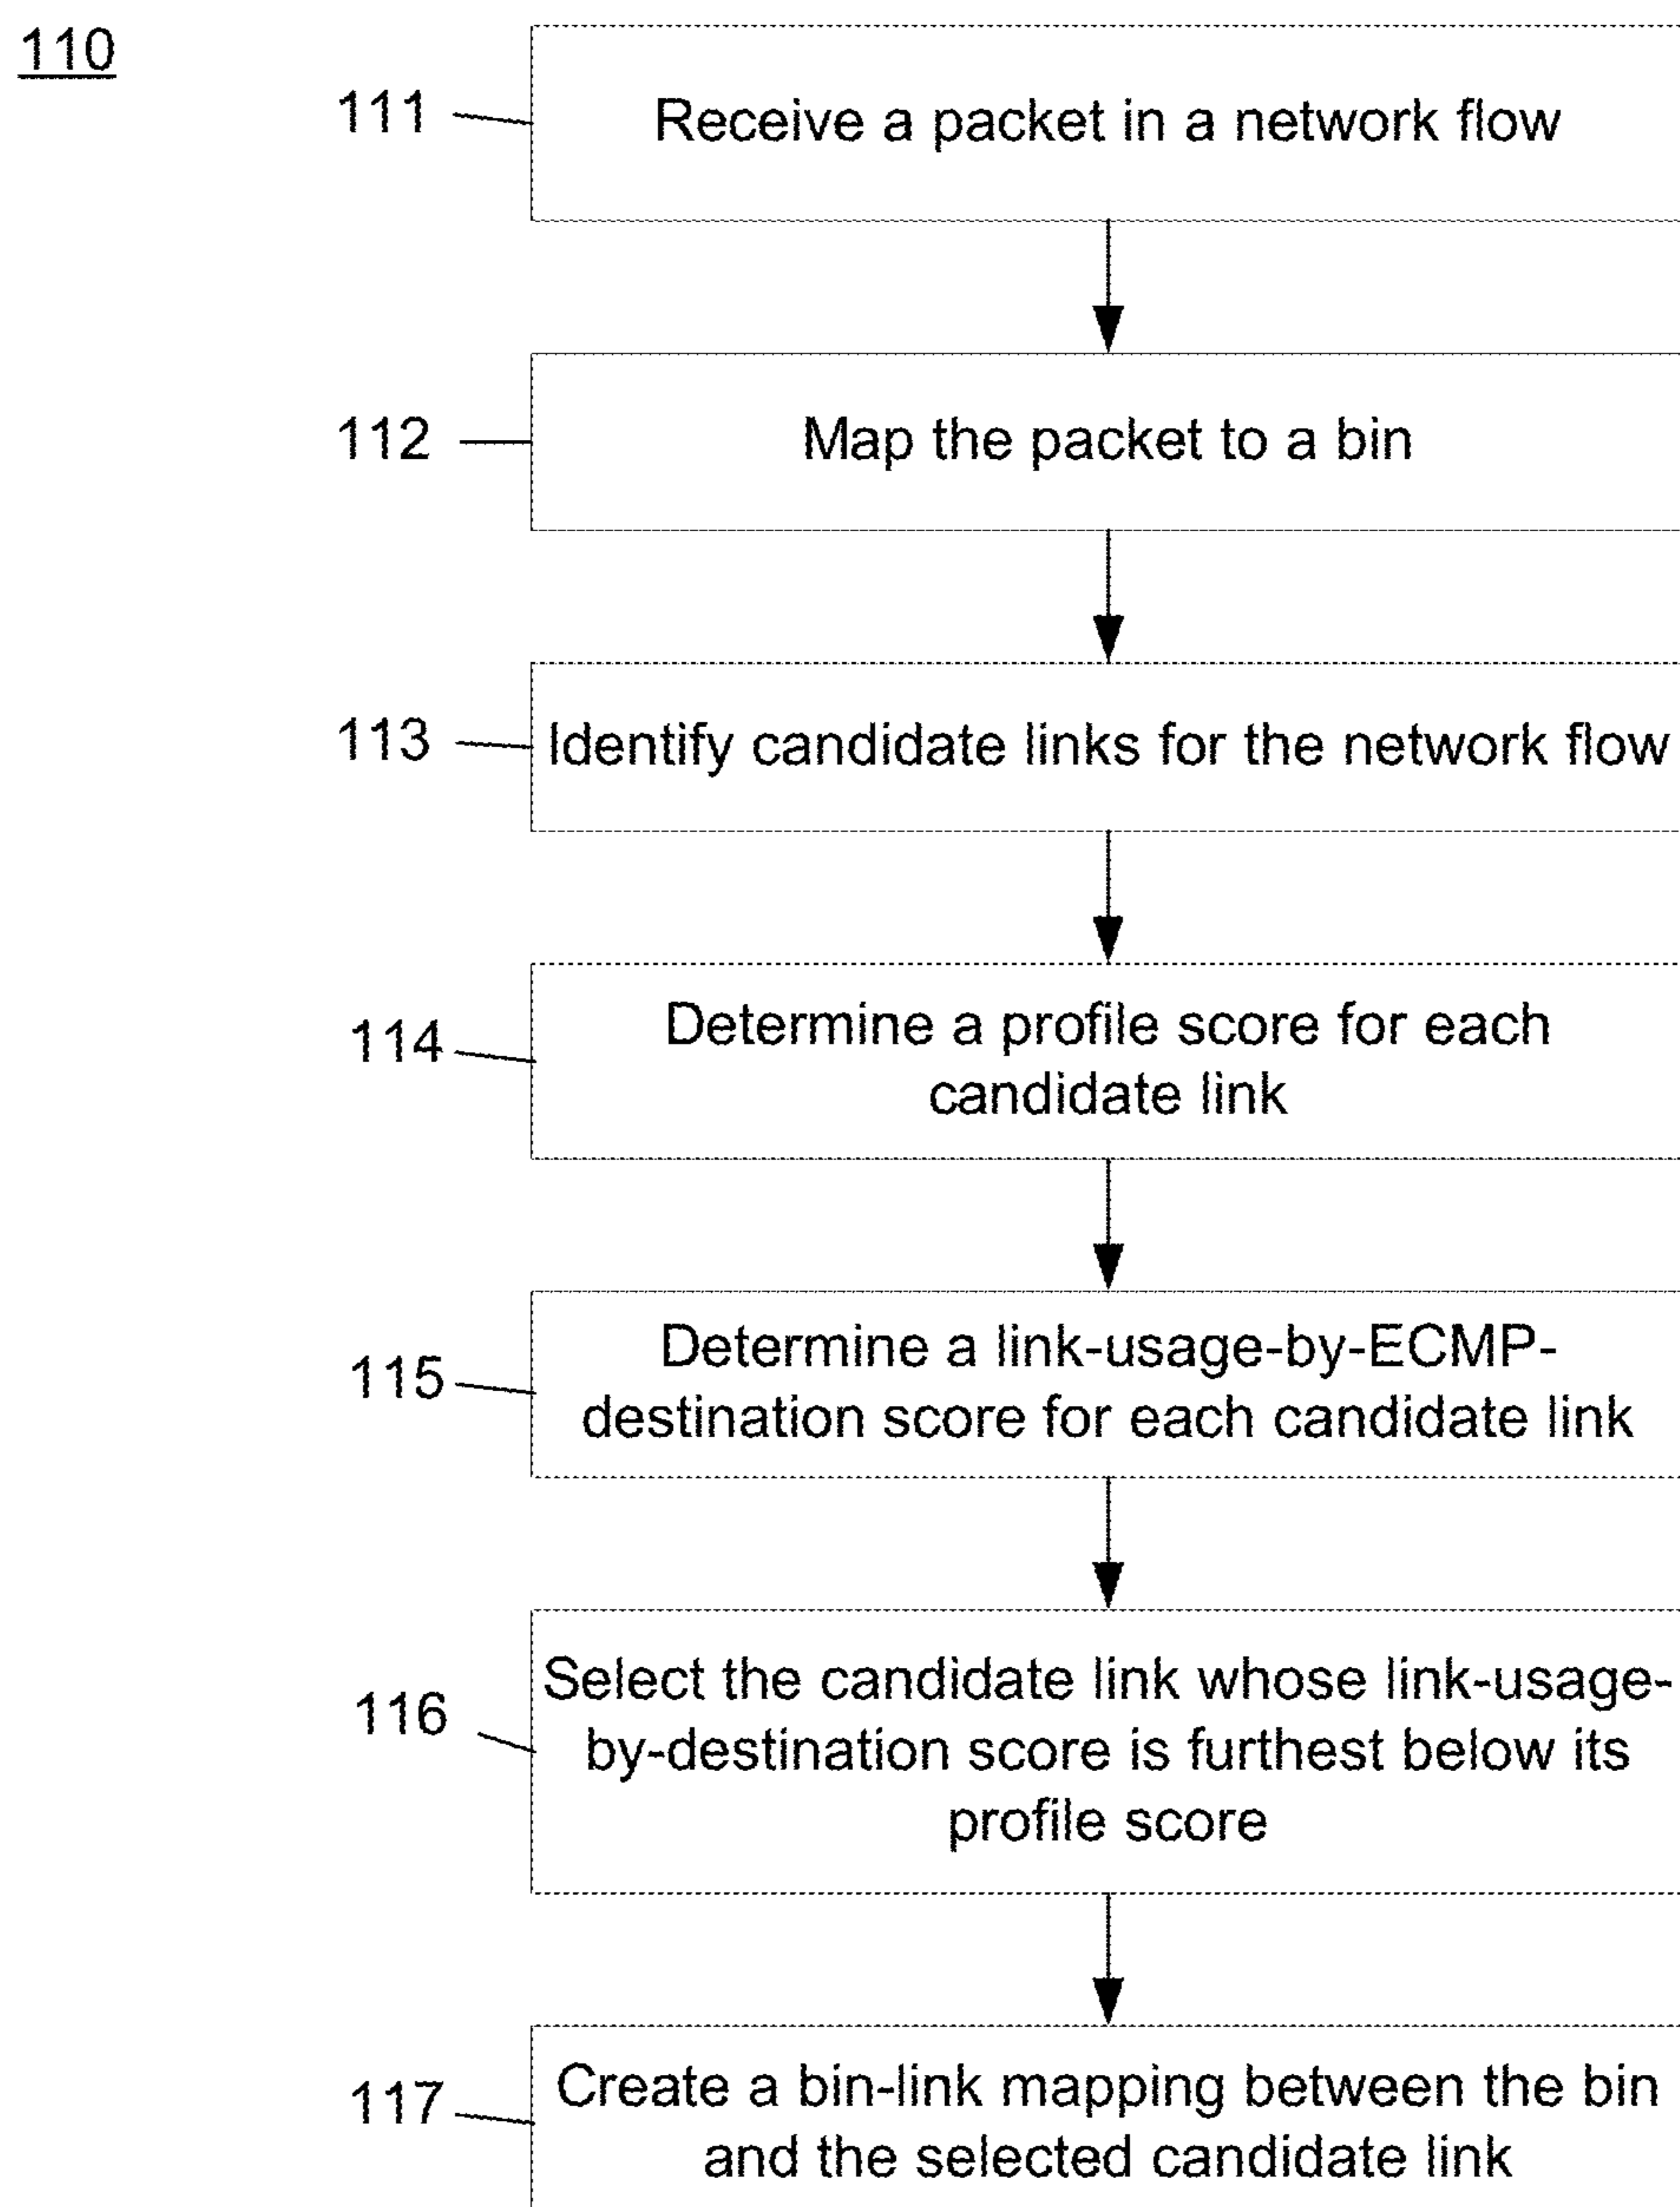 110
111
Receive a packet in a network flow
112
Map the packet to a bin
113
Identify candidate links for the network flow
114
Determine a profile score for each
candidate link
115
Determine a link-usage-by-ECMP-
destination score for each candidate link
116
Select the candidate link whose link-usage-
by-destination score is furthest below its
profile score
117
Create a bin-link mapping between the bin
and the selected candidate link